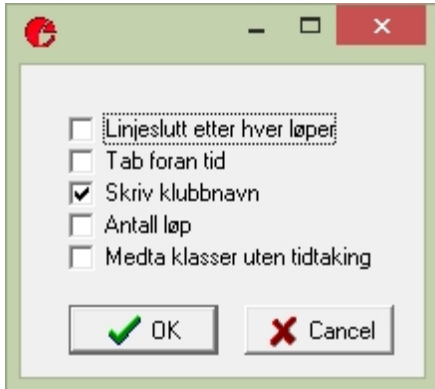 Linjeslutt etter hver løper
Tab foran tid
Skriv klubbnavn
Antall løp
Medta klasser uten tidtaking
OK
Cancel